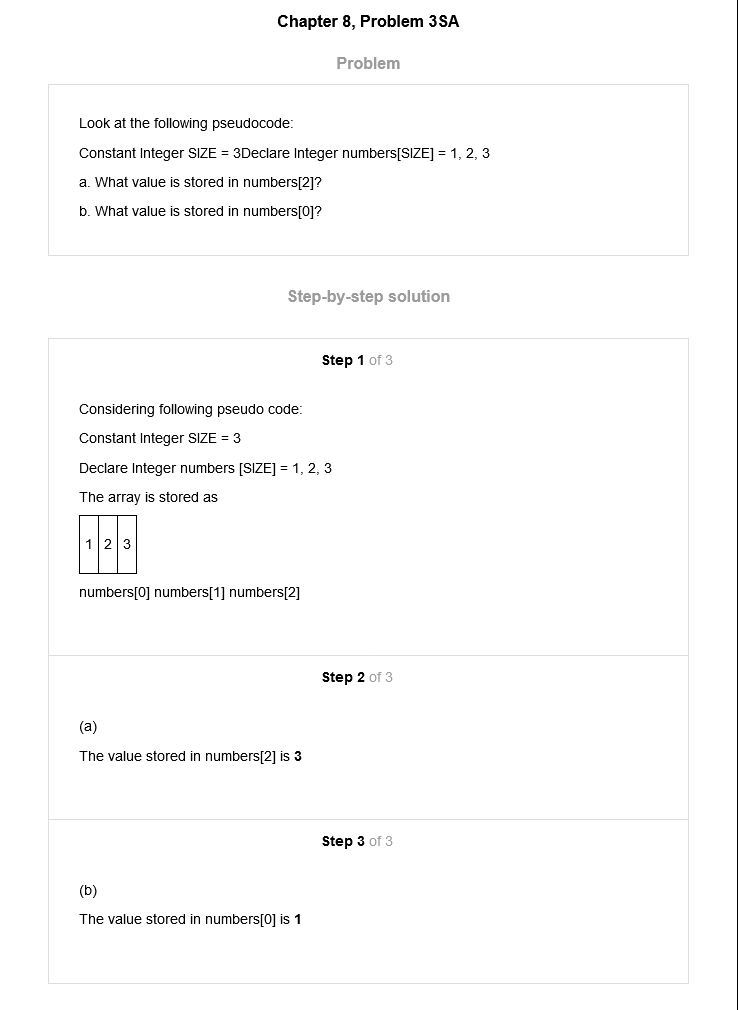 Chapter 8, Problem 3SA
Problem
Look at the following pseudocode:
Constant Integer SIZE = 3Declare Integer numbers[SIZE] = 1, 2, 3
a. What value is stored in numbers[2]?
b. What value is stored in numbers[0]?
Step-by-step solution
Step 1 of 3
Considering following pseudo code:
Constant Integer SIZE = 3
Declare Integer numbers [SIZE] = 1, 2, 3
The array is stored as
1 2 3
numbers[0] numbers[1] numbers[2]
Step 2 of 3
(a)
The value stored in numbers[2] is 3
Step 3 of 3
(b)
The value stored in numbers[0] is 1